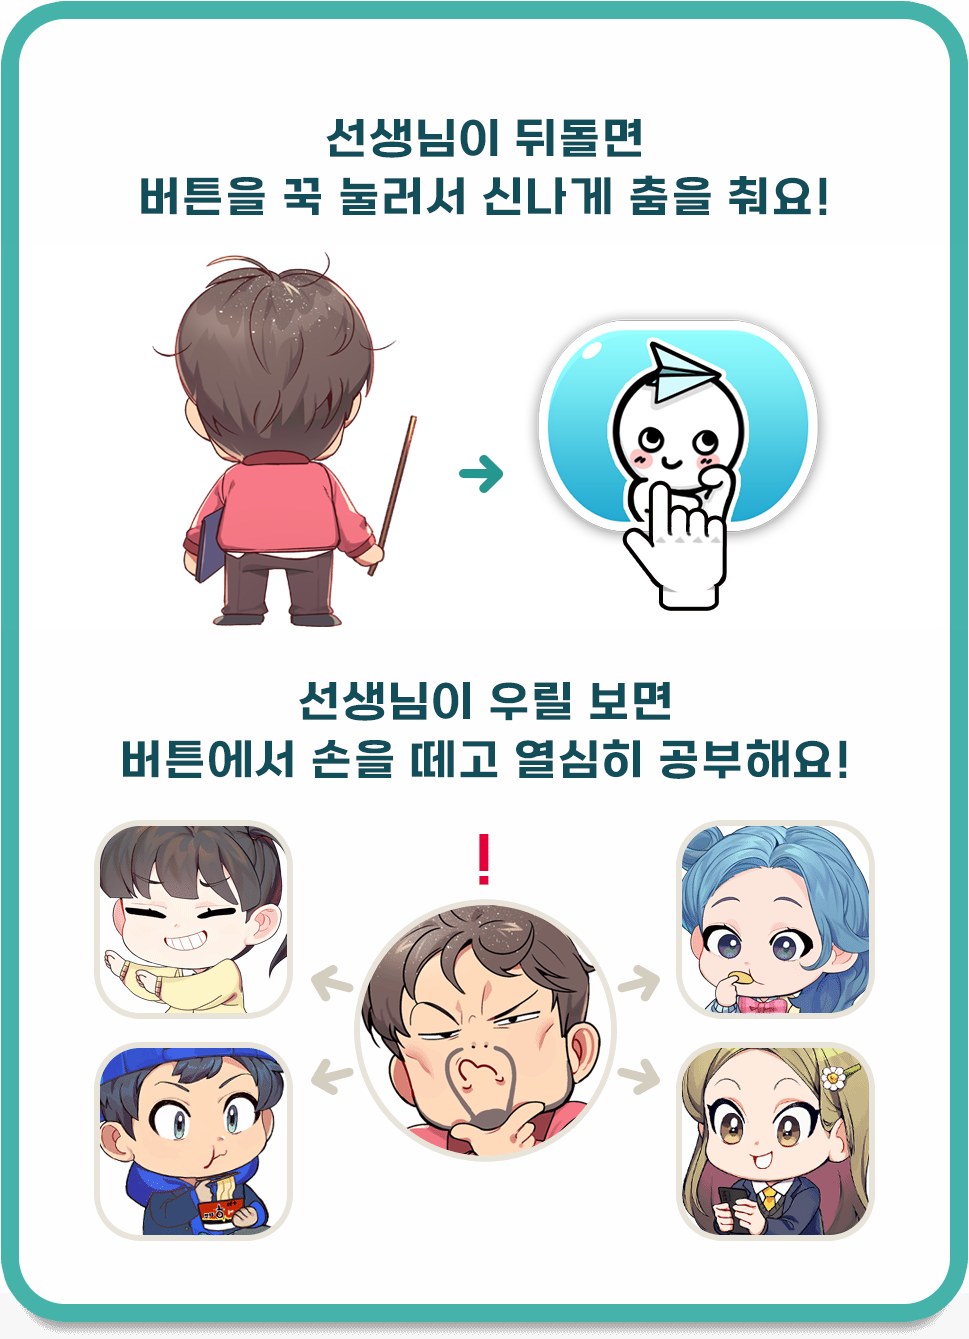 선생님이 뒤돌면
버튼을 꾹 눌러서 신나게 춤을 춰요!
선생님이 우릴 보면
버튼에서 손을 떼고 열심히 공부해요!
!